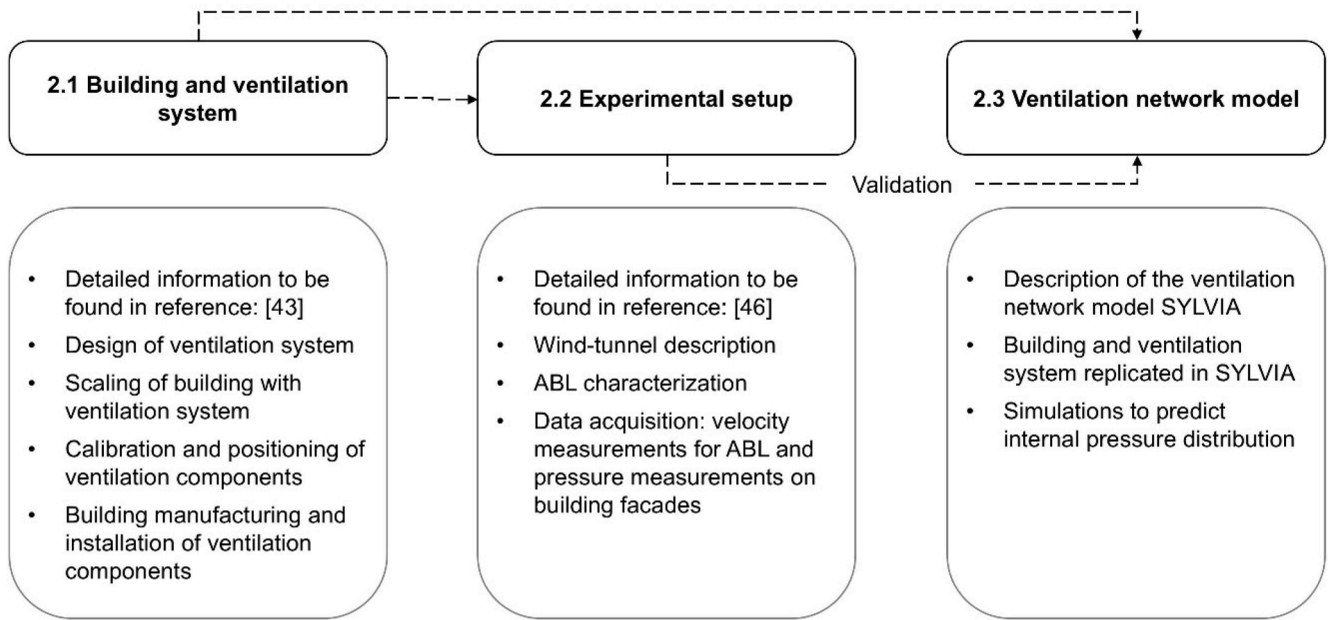 2.1 Building and ventilation
system
2.2 Experimental setup
2.3 Ventilation network model
Validation
• Detailed information to be
found in reference: [43]
• Design of ventilation system
• Scaling of building with
ventilation system
• Calibration and positioning of
ventilation components
• Building manufacturing and
installation of ventilation
components
• Detailed information to be
found in reference: [46]
• Wind-tunnel description
• ABL characterization
• Data acquisition: velocity
measurements for ABL and
pressure measurements on
building facades
• Description of the ventilation
network model SYLVIA
• Building and ventilation
system replicated in SYLVIA
• Simulations to predict
internal pressure distribution